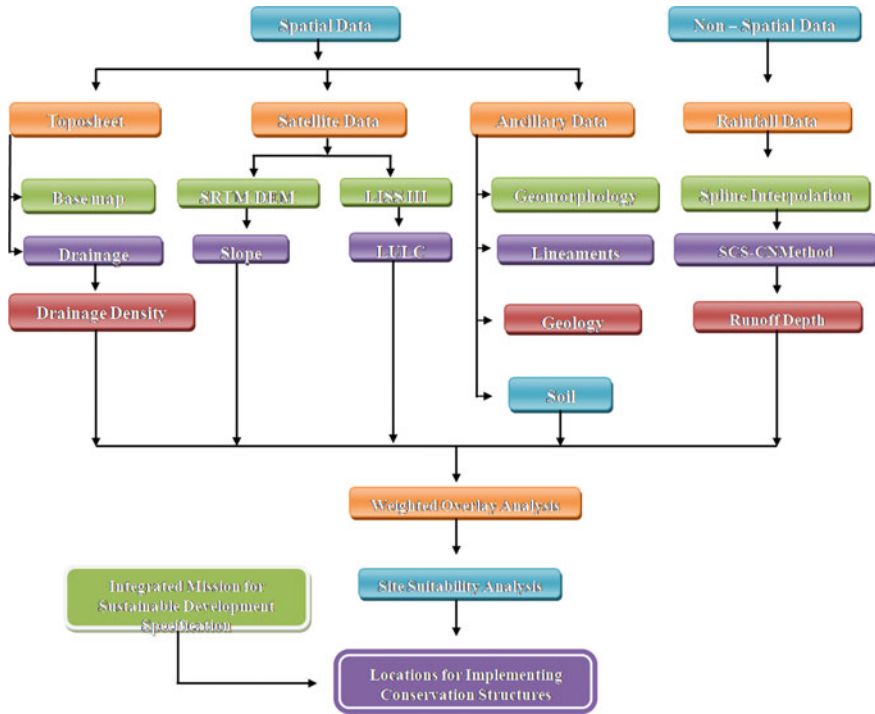 Spatial Data
Non – Spatial Data
Toposheet
Satellite Data
Ancillary Data
Rainfall Data
Base map
SRTM DEM
LISS III
Geomorphology
Spline Interpolation
Drainage
Slope
LULC
Lineaments
SCS-CNMethod
Drainage Density
Geology
Runoff Depth
Soil
Weighted Overlay Analysis
Site Suitability Analysis
Integrated Mission for
Sustainable Development
Specification
Locations for Implementing
Conservation Structures